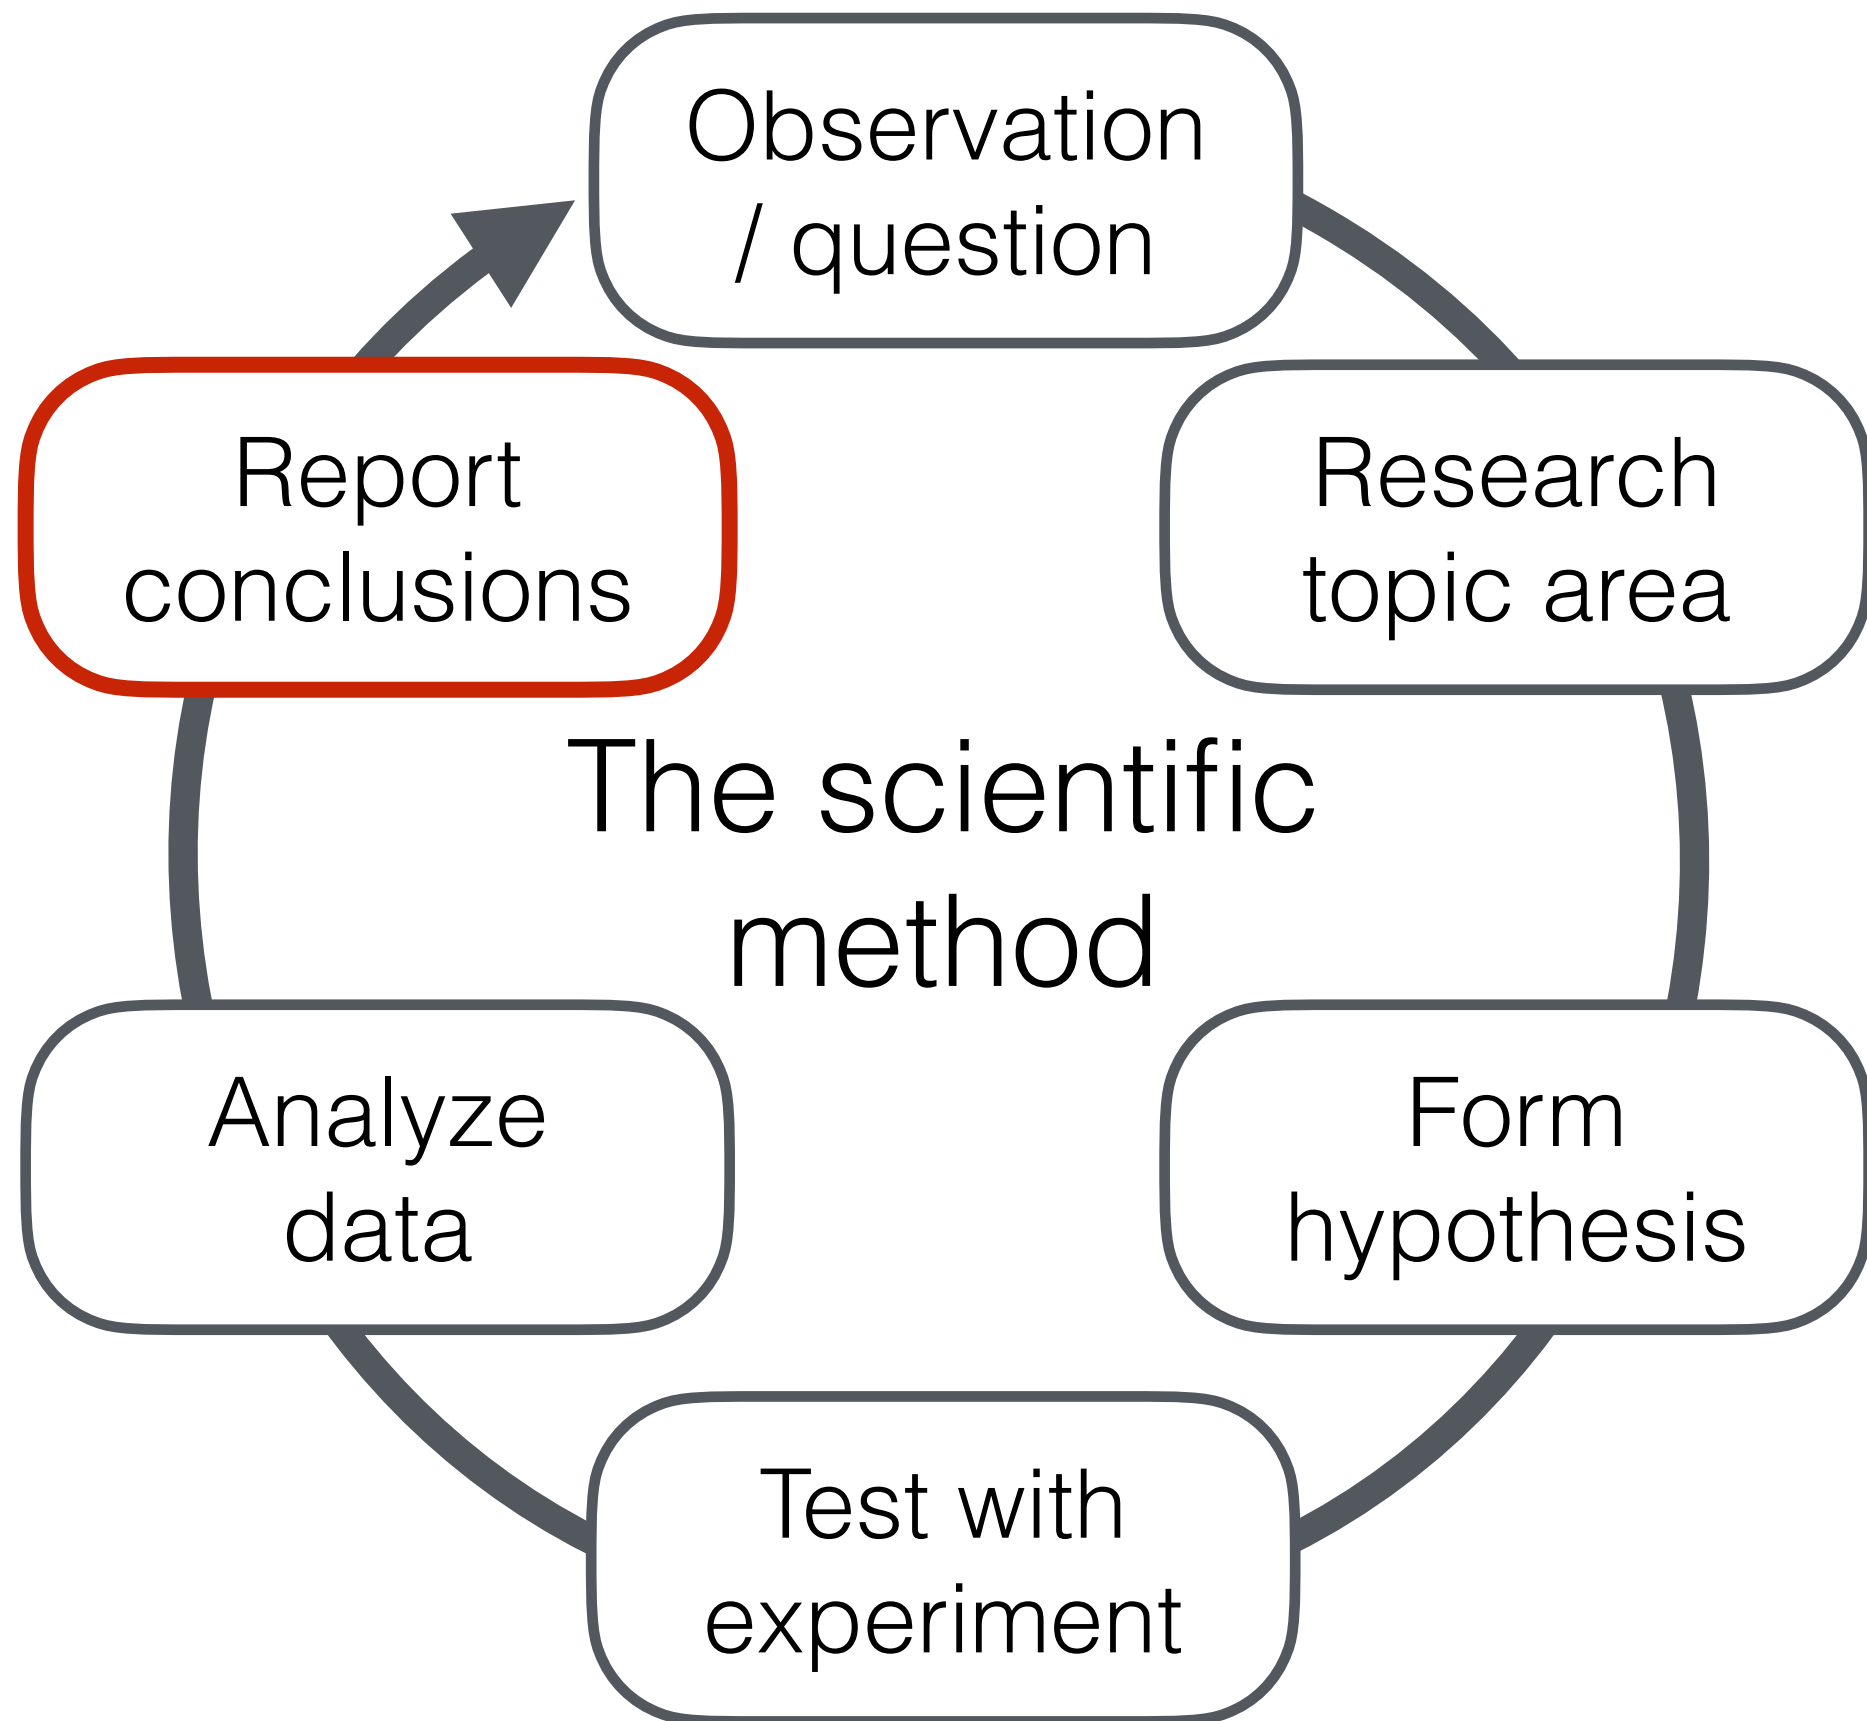 Observation
/ question
Research
topic area
Form
hypothesis
Test with
experiment
Analyze
data
Report
conclusions
The scientific
method